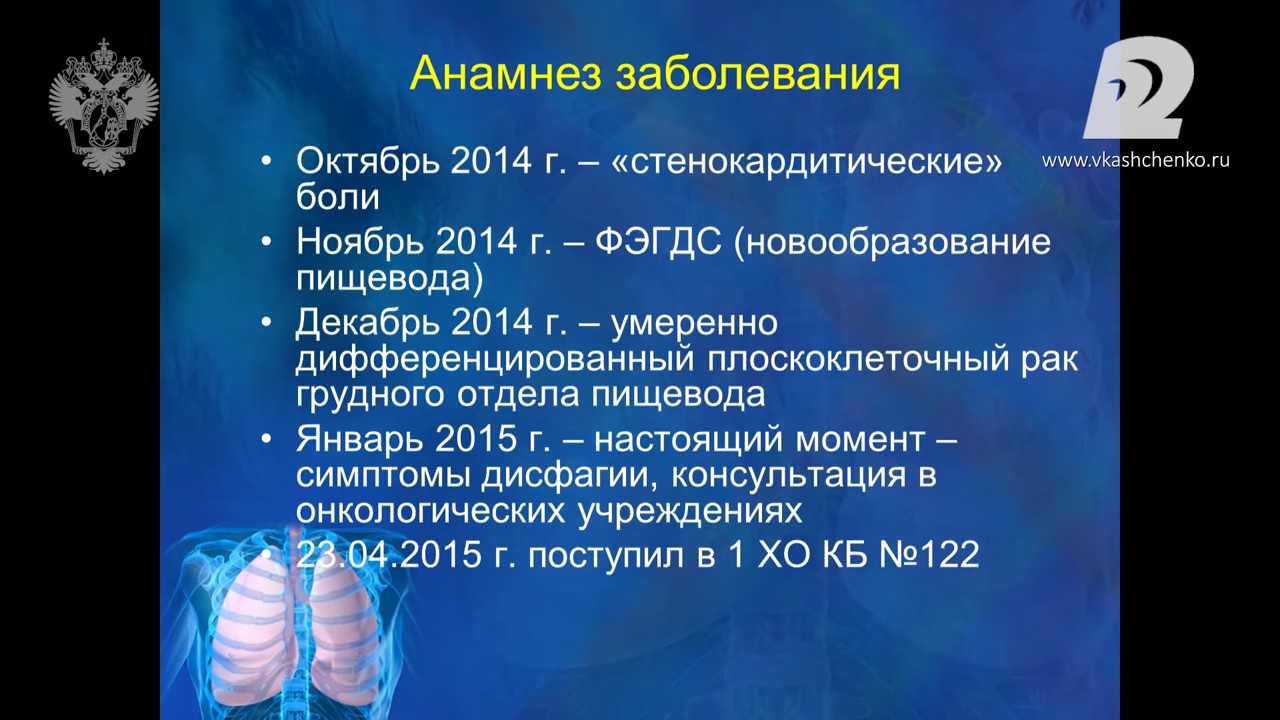 Анамнез заболевания
www.vkashchenko.ru
• Октябрь 2014 г. – «стенокардитические»
боли
• Ноябрь 2014 г. – ФЭГДС (новообразование
пищевода)
• Декабрь 2014 г. – умеренно
дифференцированный плоскоклеточный рак
грудного отдела пищевода
• Январь 2015 г. – настоящий момент –
симптомы дисфагии, консультация в
онкологических учреждениях
• 23.04.2015 г. поступил в 1 ХО КБ №122